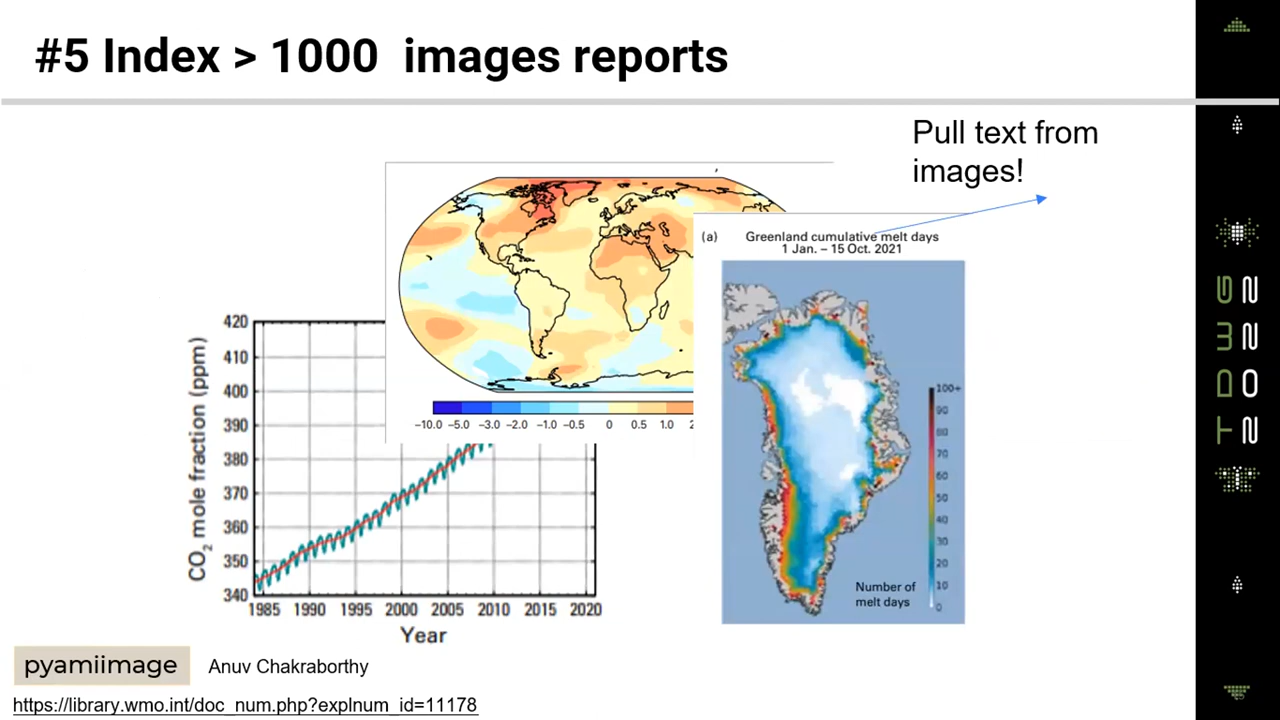 #5 Index > 1000 images reports
Pull text from
images!
(a)
Greenland cumulative melt days
1 Jan. – 15 Oct. 2021
100+
90
80
70
60
50
40
30
20
10
0
Number of
melt days
-10.0 -5.0 -3.0 -2.0 -1.0 -0.5 0 0.5 1.0 2
CO2 mole fraction (ppm)
420
410
400
390
380
370
360
350
340
1985 1990 1995 2000 2005 2010 2015 2020
Year
pyamiimage
Anuv Chakraborthy
https://library.wmo.int/doc_num.php?explnum_id=11178
TDWG
2022